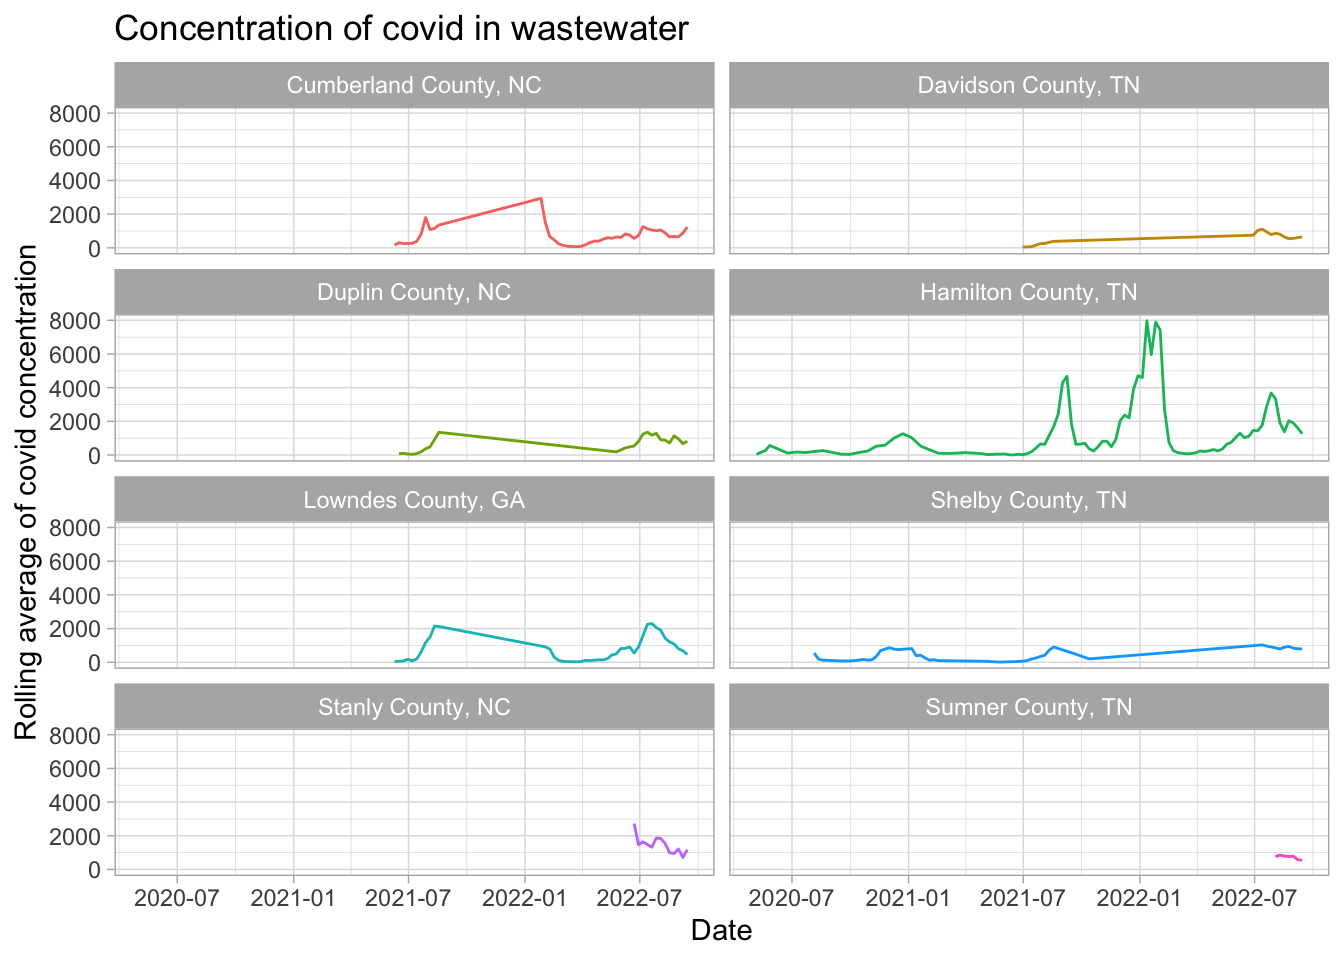 Concentration of covid in wastewater
Cumberland County, NC
Davidson County, TN
8000
6000
4000
2000
0
Duplin County, NC
Hamilton County, TN
8000
6000
4000
2000
0
Lowndes County, GA
Shelby County, TN
8000
6000
4000
2000
0
Stanly County, NC
Sumner County, TN
8000
6000
4000
2000
0
2020-07 2021-01 2021-07 2022-01 2022-07
2020-07 2021-01 2021-07 2022-01 2022-07
Date
Rolling average of covid concentration